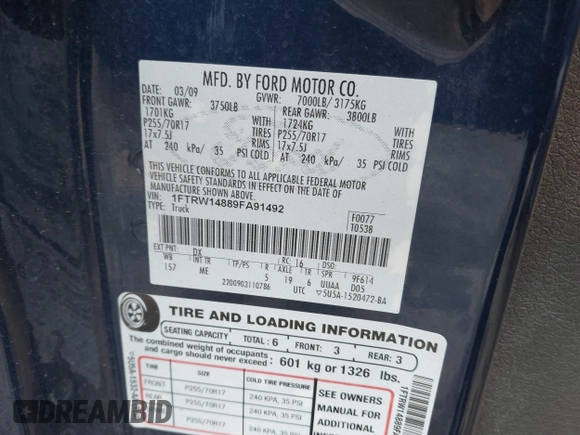 MFD. BY FORD MOTOR CO.
DATE: 03/09 GVWR: 7000LB/ 3175KG
FRONT GAWR: 3750LB REAR GAWR: 3800LB
1701KG WITH 1724KG WITH
P255/70R17 TIRES P255/70R17 TIRES
17x7.5J RIMS 17x7.5J RIMS
AT 240 kPa/ 35 PSI COLD AT 240 kPa/ 35 PSI COLD
THIS VEHICLE CONFORMS TO ALL APPLICABLE FEDERAL MOTOR
VEHICLE SAFETY STANDARDS IN EFFECT ON THE DATE OF
MANUFACTURE SHOWN ABOVE.
VIN: 1FTRW14889FA91492
TYPE: Truck
F0077
T0538
EXT PNT: DX RC: 16 DSO:
WB INT TR TP/PS R AXLE TR SPR 9F614
157 ME 5 19 6 UUAA D05
2200903110786 UTC 5U5A-1520472-BA
TIRE AND LOADING INFORMATION
SEATING CAPACITY TOTAL: 6 FRONT: 3 REAR: 3
The combined weight of occupants
and cargo should never exceed: 601 kg or 1326 lbs.
TIRE SIZE COLD TIRE PRESSURE
FRONT P255/70R17 240 KPA, 35 PSI
REAR P255/70R17 240 KPA, 35 PSI
P255/70R17 240 KPA, 35 PSI
SEE OWNERS
MANUAL FOR
ADDITIONAL
1FTRW14889F
DREAMBID